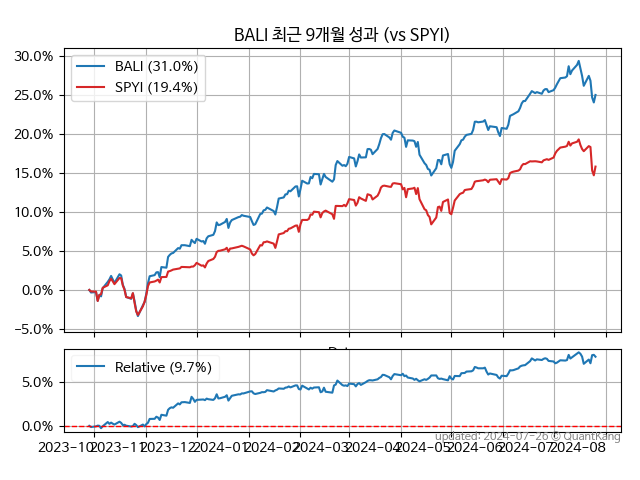 BALI 최근 9개월 성과 (vs SPYI)
30.0%
25.0%
20.0%
15.0%
10.0%
5.0%
0.0%
−5.0%
BALI (31.0%)
SPYI (19.4%)
5.0%
0.0%
Relative (9.7%)
updated: 2024-07-26 © QuantKang
2023−10 2023−11 2023−12 2024−01 2024−02 2024−03 2024−04 2024−05 2024−06 2024−07 2024−08